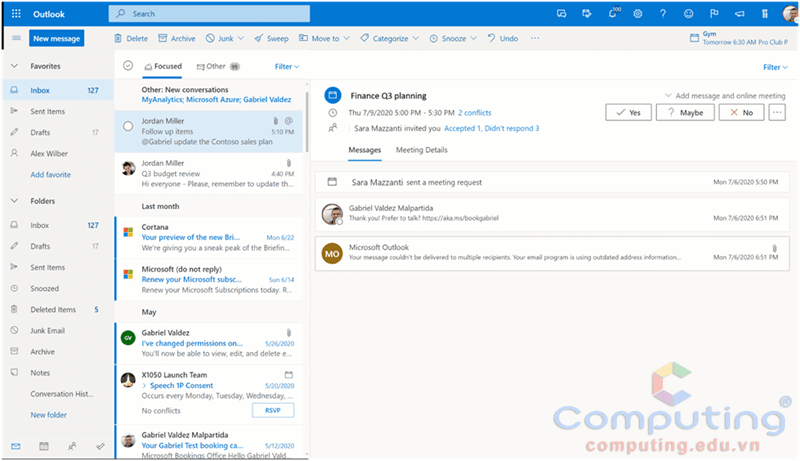 Outlook
Search
200
New message
Delete
Archive
Junk
Sweep
Move to
Categorize
Snooze
Undo
Gym
Tomorrow 6:30 AM Pro Club P
Favorites
Inbox 127
Sent Items
Drafts 17
Alex Wilber
Add favorite
Folders
Inbox 127
Drafts 17
Sent Items
Snoozed
Deleted Items 5
Junk Email
Archive
Notes
Conversation Hist...
New folder
Focused
Other 99
Filter
Other: New conversations
MyAnalytics; Microsoft Azure; Gabriel Valdez
Jordan Miller
Follow up items 5:10 PM
@Gabriel update the Contoso sales plan
Jordan Miller
Q3 budget review 4:40 PM
Hi everyone - Please, remember to update th...
Last month
Cortana
Your preview of the new Bri... Mon 6/22
We're giving you a sneak peak of the Briefin...
Microsoft (do not reply)
Renew your Microsoft subsc... Sun 6/14
Renew your Microsoft Subscriptions today. R...
May
GV
Gabriel Valdez
I've changed permissions on... 5/26/2020
You'll now be able to view, edit, and delete e...
X1050 Launch Team
Speech 1P Consent 5/20/2020
Occurs every Monday, Tuesday, Wednesday, ...
No conflicts RSVP
Gabriel Valdez Malpartida
Your Gabriel Test booking ca... 5/12/2020
Microsoft Bookings Office Hello Gabriel Vald...
Filter
Finance Q3 planning
Add message and online meeting
Thu 7/9/2020 5:00 PM - 5:30 PM 2 conflicts
Yes
? Maybe
No
Sara Mazzanti invited you Accepted 1, Didn't respond 3
Messages
Meeting Details
Sara Mazzanti sent a meeting request Mon 7/6/2020 5:50 PM
Gabriel Valdez Malpartida
Thank you! Prefer to talk? https://aka.ms/bookgabriel Mon 7/6/2020 6:51 PM
MO
Microsoft Outlook
Your message couldn't be delivered to multiple recipients. Your email program is using outdated address information... Mon 7/6/2020 6:51 PM
Computing®
computing.edu.vn